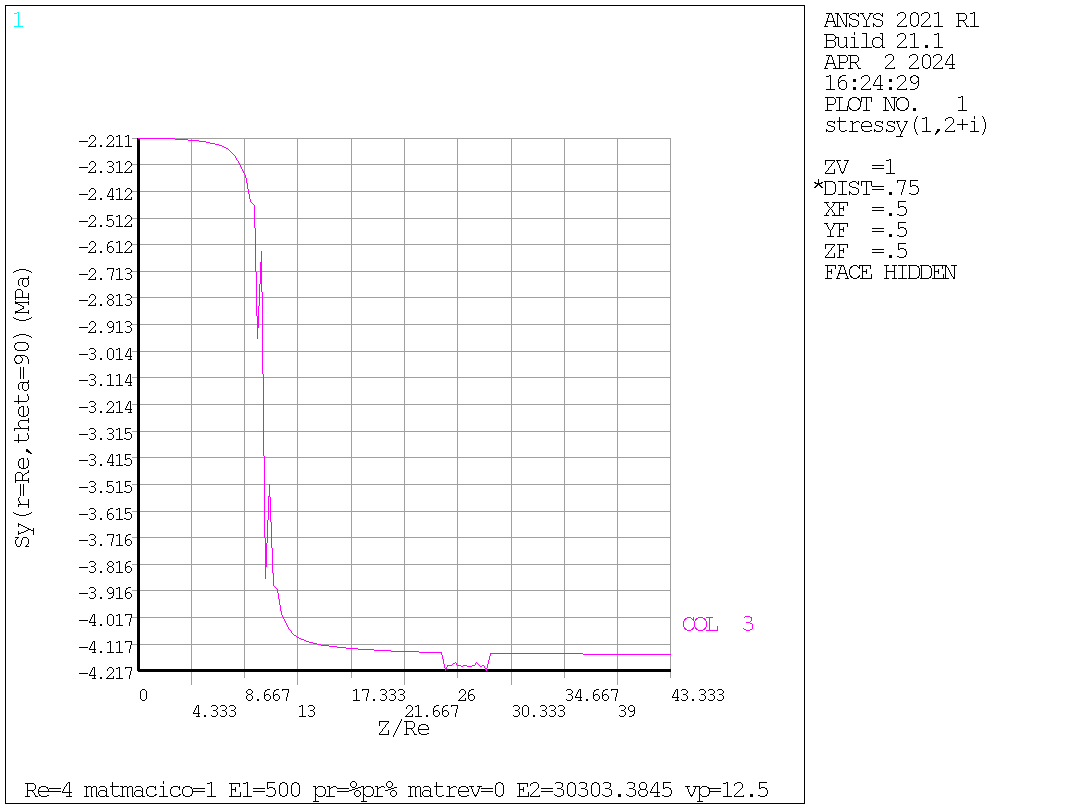 1
ANSYS 2021 R1
Build 21.1
APR  2 2024
16:24:29
PLOT NO.   1
stressy(1,2+i)
ZV  =1
*DIST=.75
XF  =.5
YF  =.5
ZF  =.5
FACE HIDDEN
Sy(r=Re,theta=90)(MPa)
-2.211
-2.312
-2.412
-2.512
-2.612
-2.713
-2.813
-2.913
-3.014
-3.114
-3.214
-3.315
-3.415
-3.515
-3.615
-3.716
-3.816
-3.916
-4.017
-4.117
-4.217
COL  3
0 8.667 17.333 26 34.667 43.333
4.333 13 21.667 30.333 39
Z/Re
Re=4 matmacico=1 E1=500 pr=%pr% matrev=0 E2=30303.3845 vp=12.5